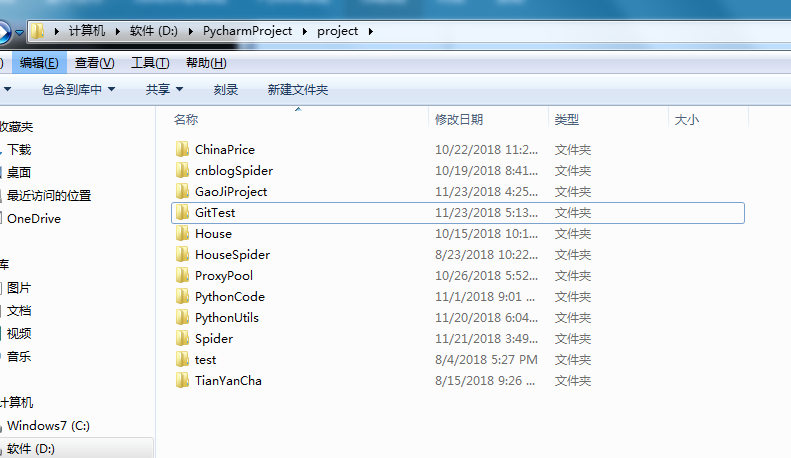 计算机 软件 (D:) PycharmProject project
) 编辑(E) 查看(V) 工具(T) 帮助(H)
包含到库中 共享 刻录 新建文件夹
名称 修改日期 类型 大小
收藏夹
下载
桌面
最近访问的位置
OneDrive
库
图片
文档
视频
音乐
计算机
Windows7 (C:)
软件 (D:)
ChinaPrice 10/22/2018 11:2... 文件夹
cnblogSpider 10/19/2018 8:41... 文件夹
GaoJiProject 11/23/2018 4:25... 文件夹
GitTest 11/23/2018 5:13... 文件夹
House 10/15/2018 10:1... 文件夹
HouseSpider 8/23/2018 10:22... 文件夹
ProxyPool 10/26/2018 5:52... 文件夹
PythonCode 11/1/2018 9:01 ... 文件夹
PythonUtils 11/20/2018 6:04... 文件夹
Spider 11/21/2018 3:49... 文件夹
test 8/4/2018 5:27 PM 文件夹
TianYanCha 8/15/2018 9:26 ... 文件夹